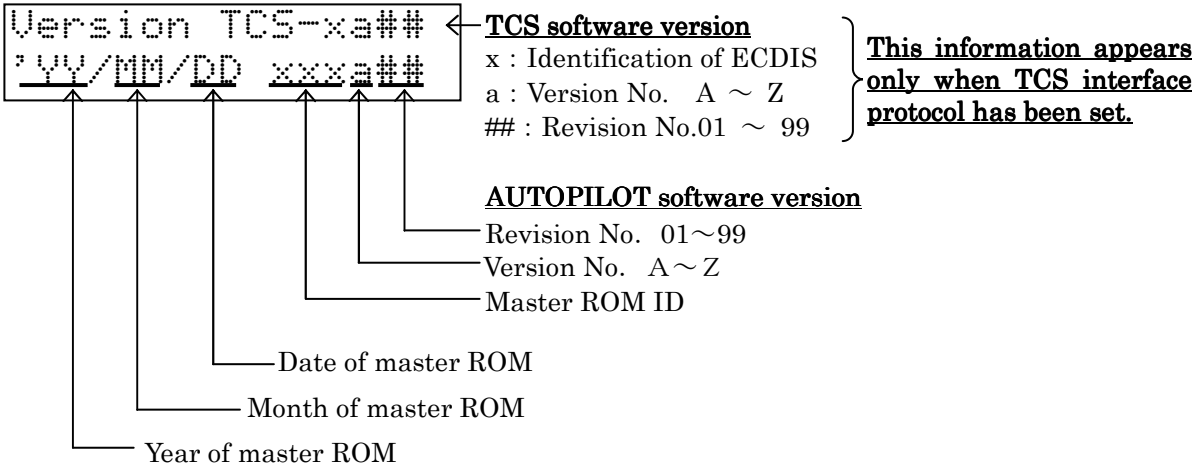 Version TCS-xa##
'YY/MM/DD xxxa##
TCS software version
x : Identification of ECDIS
a : Version No. A ～ Z
## : Revision No.01 ～ 99
This information appears
only when TCS interface
protocol has been set.
AUTOPILOT software version
Revision No. 01～99
Version No. A～Z
Master ROM ID
Date of master ROM
Month of master ROM
Year of master ROM